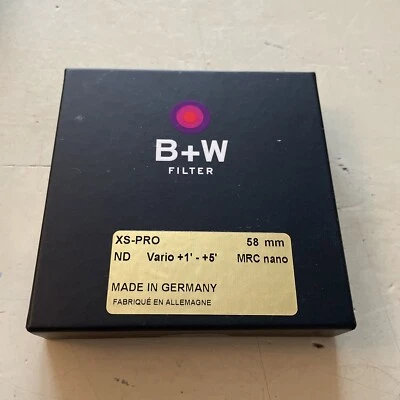 B+W
FILTER
XS-PRO 58 mm
ND Vario +1' - +5' MRC nano
MADE IN GERMANY
FABRIQUÉ EN ALLEMAGNE